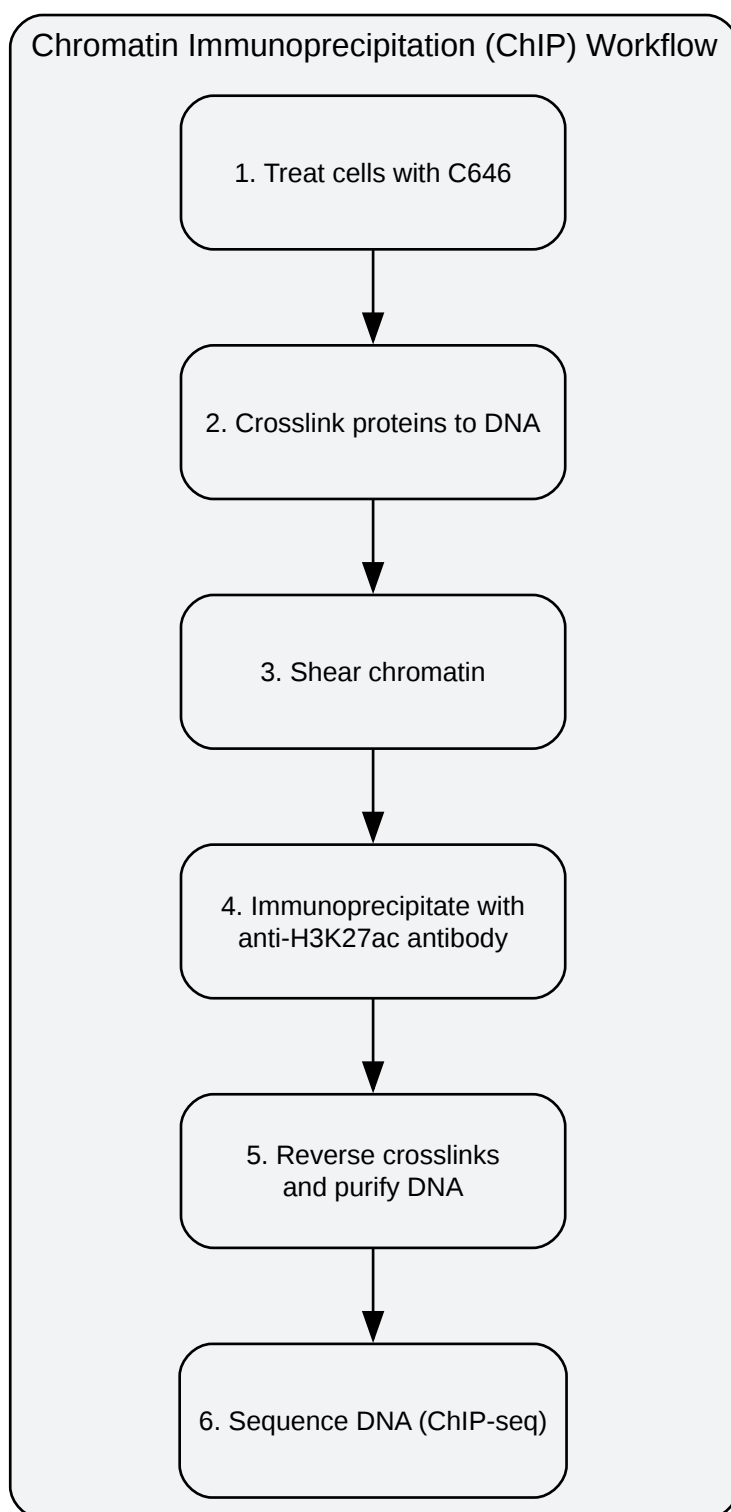 Chromatin Immunoprecipitation (ChIP) Workflow
1. Treat cells with C646
2. Crosslink proteins to DNA
3. Shear chromatin
4. Immunoprecipitate with
anti-H3K27ac antibody
5. Reverse crosslinks
and purify DNA
6. Sequence DNA (ChIP-seq)